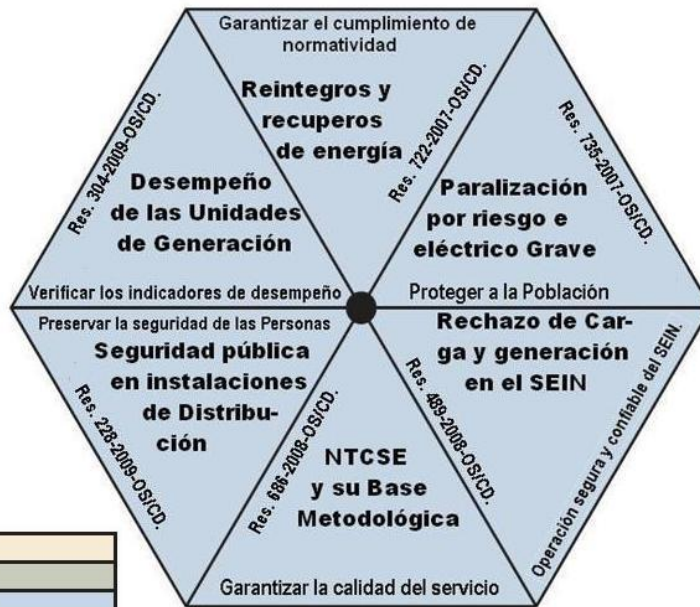 Garantizar el cumplimiento de
normatividad
Reintegros y
recuperos
de energía
Res. 722-2007-OS/CD.
Res. 735-2007-OS/CD.
Paralización
por riesgo e
eléctrico Grave
Proteger a la Población
Res. 304-2009-OS/CD.
Desempeño
de las Unidades
de Generación
Verificar los indicadores de desempeño
Preservar la seguridad de las Personas
Seguridad pública
en instalaciones
de Distribu-
ción
Res. 228-2009-OS/CD.
Res. 686-2008-OS/CD.
NTCSE
y su Base
Metodológica
Garantizar la calidad del servicio
Res. 489-2008-OS/CD.
Rechazo de Car-
ga y generación
en el SEIN
Operación segura y confiable del SEIN.